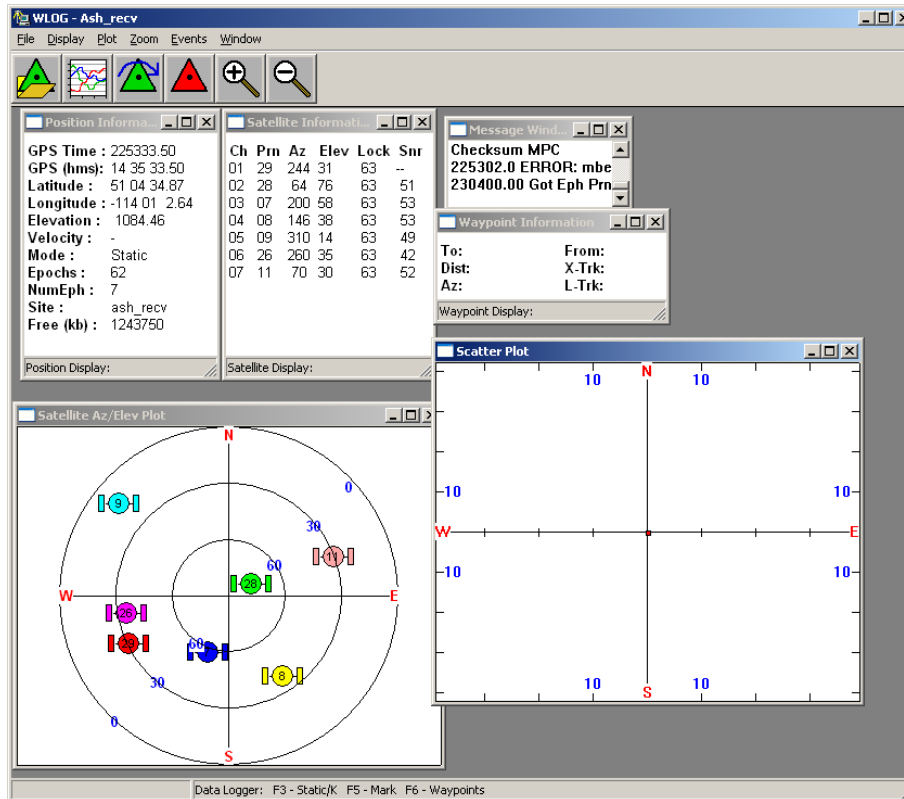 WLOG - Ash_recv
File Display Plot Zoom Events Window
Position Informa...
GPS Time : 225333.50
GPS (hms): 14 35 33.50
Latitude : 51 04 34.87
Longitude : -114 01 2.64
Elevation : 1084.46
Velocity : -
Mode : Static
Epochs : 62
NumEph : 7
Site : ash_recv
Free (kb) : 1243750
Position Display:
Satellite Informati...
Ch Prn Az Elev Lock Snr
01 29 244 31 63 --
02 28 64 76 63 51
03 07 200 58 63 53
04 08 146 38 63 53
05 09 310 14 63 49
06 26 260 35 63 42
07 11 70 30 63 52
Satellite Display:
Message Wind...
Checksum MPC
225302.0 ERROR: mbe
230400.00 Got Eph Prn
Waypoint Information
To: From:
Dist: X-Trk:
Az: L-Trk:
Waypoint Display:
Satellite Az/Elev Plot
N
0
9
30
11
60
28
W E
26
29
60
8
30
0
S
Scatter Plot
N
10 10
10 10
W E
10 10
10 10
S
Data Logger: F3 - Static/K F5 - Mark F6 - Waypoints